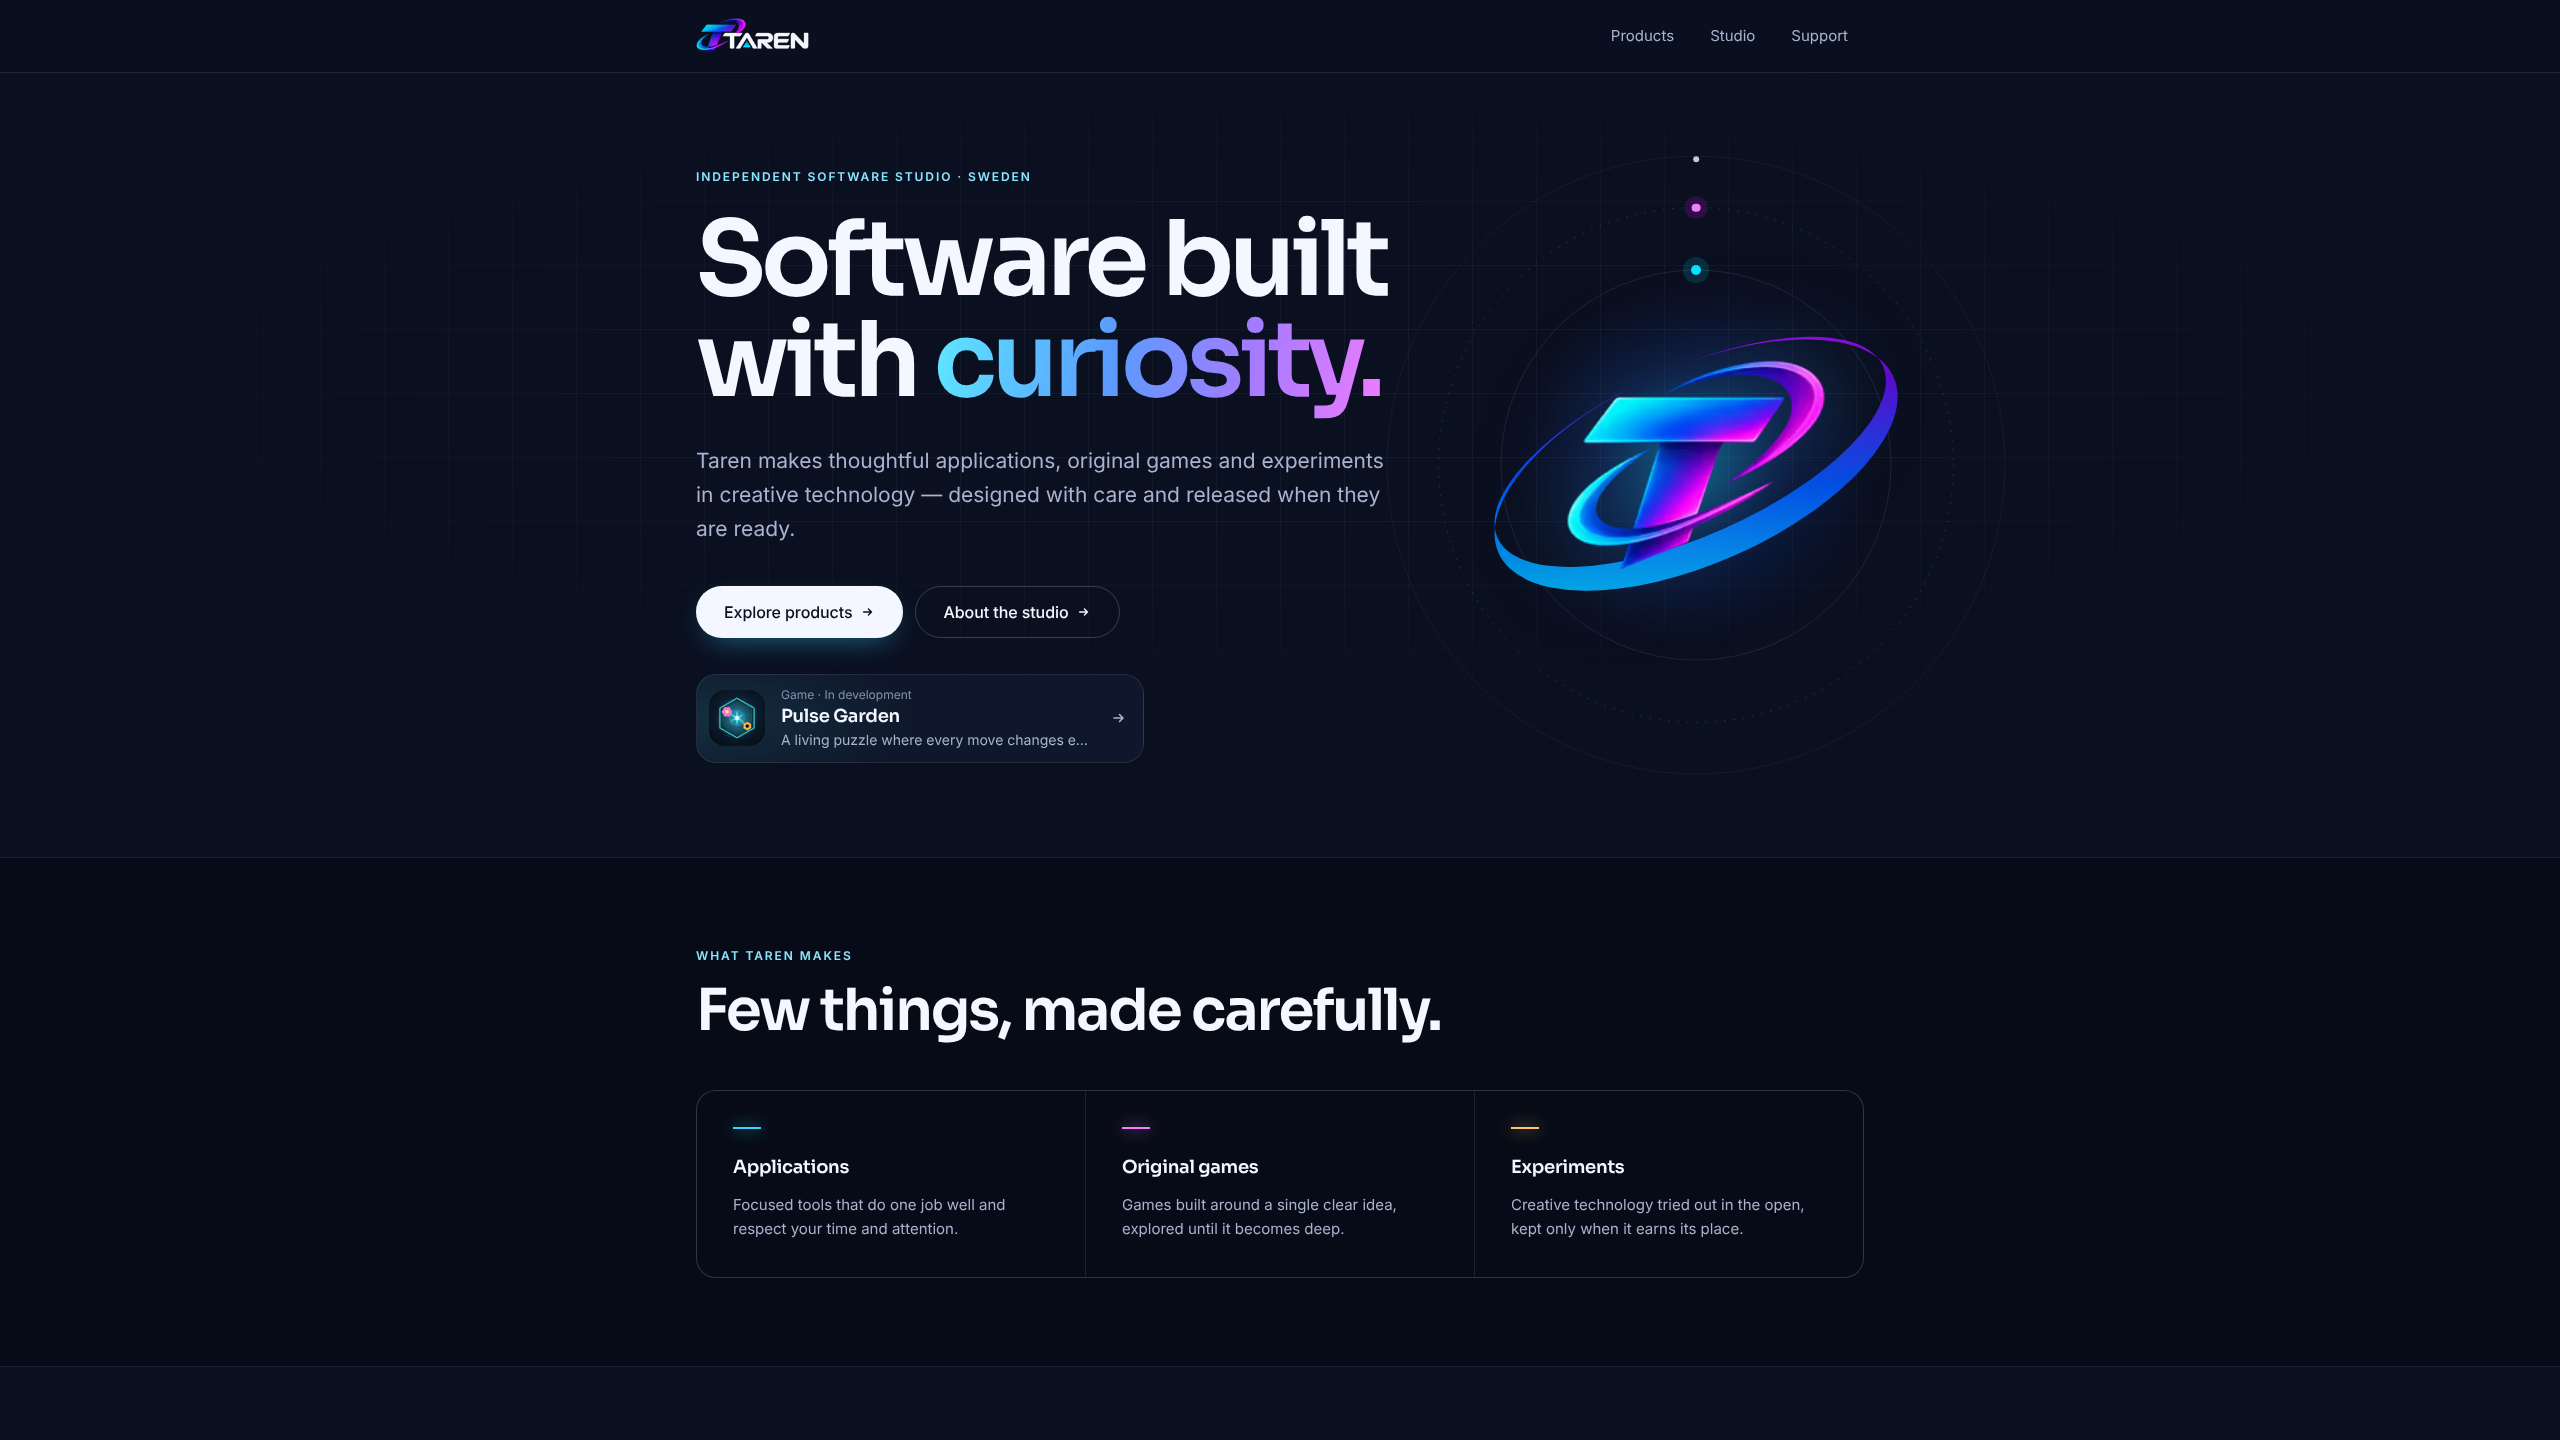 TAREN
Products
Studio
Support
INDEPENDENT SOFTWARE STUDIO · SWEDEN
Software built
with curiosity.
Taren makes thoughtful applications, original games and experiments
in creative technology — designed with care and released when they
are ready.
Explore products →
About the studio →
Game · In development
Pulse Garden
A living puzzle where every move changes e...
→
WHAT TAREN MAKES
Few things, made carefully.
Applications
Focused tools that do one job well and
respect your time and attention.
Original games
Games built around a single clear idea,
explored until it becomes deep.
Experiments
Creative technology tried out in the open,
kept only when it earns its place.